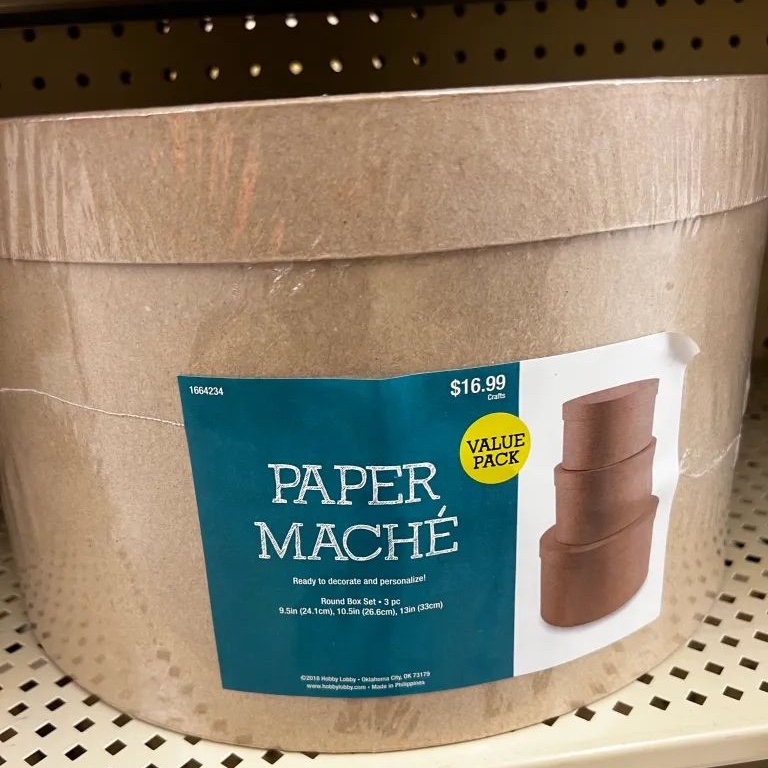 1664234
$16.99
Crafts
VALUE
PACK
PAPER
MACHÉ
Ready to decorate and personalize!
Round Box Set • 3 pc
9.5in (24.1cm), 10.5in (26.6cm), 13in (33cm)
©2018 Hobby Lobby • Oklahoma City, OK 73179
www.hobbylobby.com • Made in Philippines